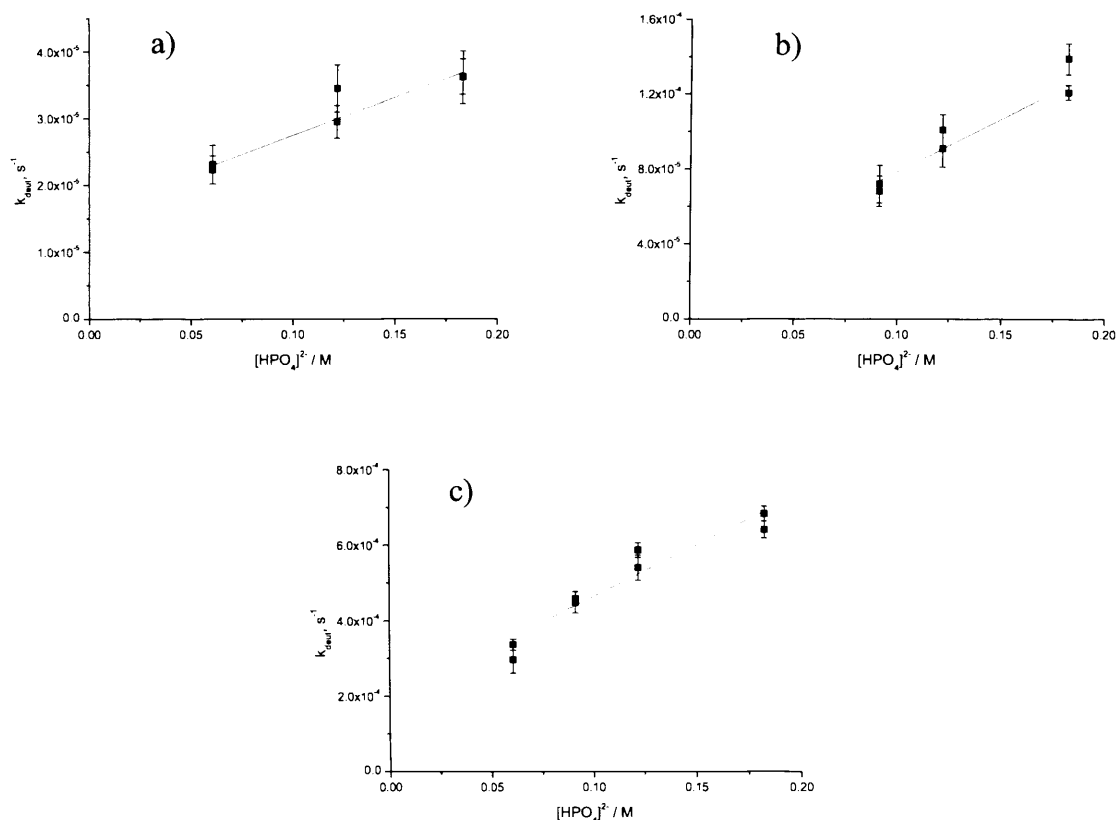 a)
4.0x10⁻⁵
3.0x10⁻⁵
2.0x10⁻⁵
1.0x10⁻⁵
0.0
k_deut, s⁻¹
0.00 0.05 0.10 0.15 0.20
[HPO₄]²⁻ / M
b)
1.6x10⁻⁴
1.2x10⁻⁴
8.0x10⁻⁵
4.0x10⁻⁵
0.0
k_deut, s⁻¹
0.00 0.05 0.10 0.15 0.20
[HPO₄]²⁻ / M
c)
8.0x10⁻⁴
6.0x10⁻⁴
4.0x10⁻⁴
2.0x10⁻⁴
0.0
k_deut, s⁻¹
0.00 0.05 0.10 0.15 0.20
[HPO₄]²⁻ / M